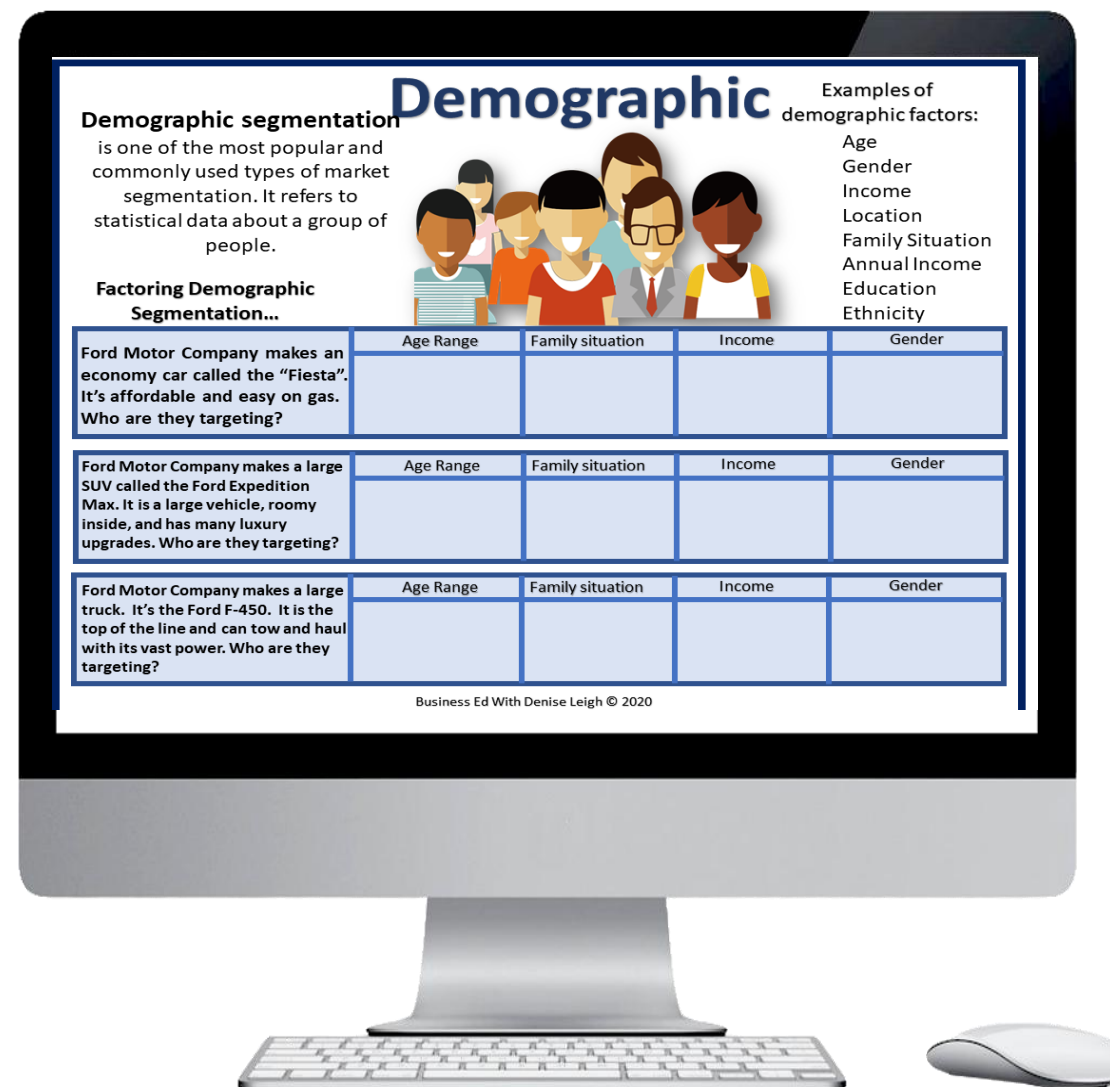 Demographic
Demographic segmentation
is one of the most popular and
commonly used types of market
segmentation. It refers to
statistical data about a group of
people.
Examples of
demographic factors:
Age
Gender
Income
Location
Family Situation
Annual Income
Education
Ethnicity
Factoring Demographic
Segmentation...
Ford Motor Company makes an
economy car called the “Fiesta”.
It’s affordable and easy on gas.
Who are they targeting?
Age Range
Family situation
Income
Gender
Ford Motor Company makes a large
SUV called the Ford Expedition
Max. It is a large vehicle, roomy
inside, and has many luxury
upgrades. Who are they targeting?
Age Range
Family situation
Income
Gender
Ford Motor Company makes a large
truck. It’s the Ford F-450. It is the
top of the line and can tow and haul
with its vast power. Who are they
targeting?
Age Range
Family situation
Income
Gender
Business Ed With Denise Leigh © 2020